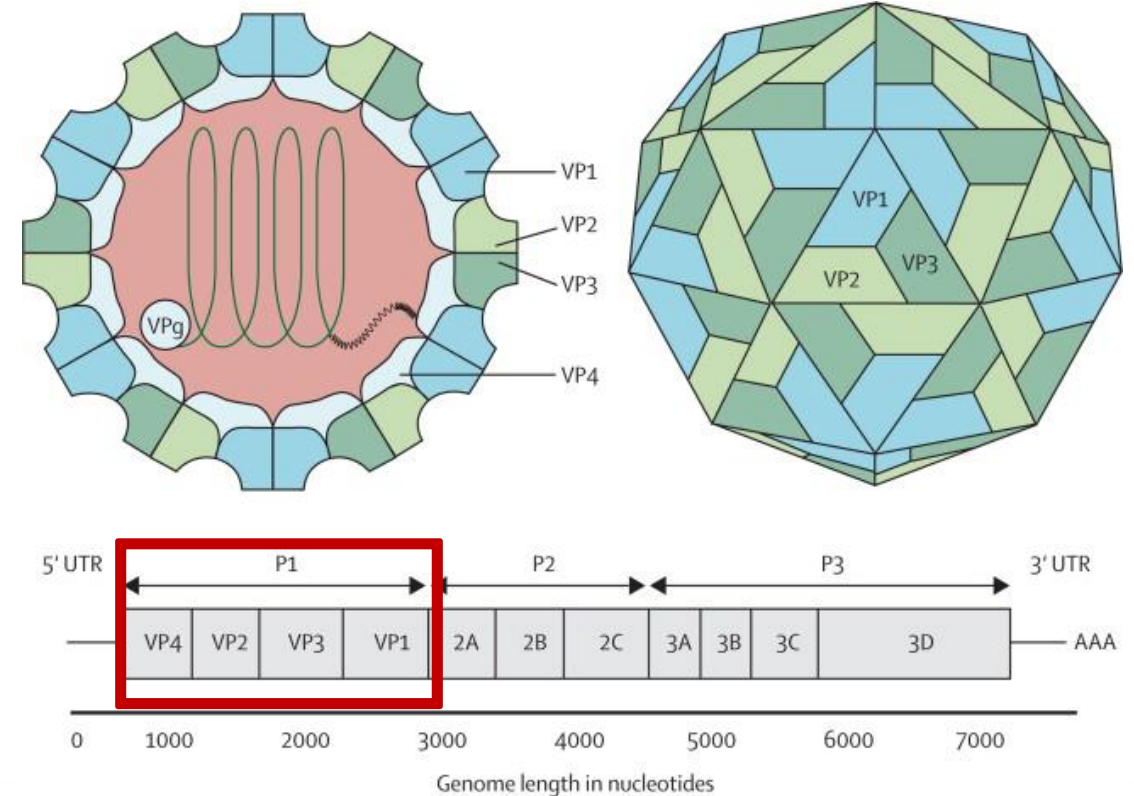 VP1
VP2
VP3
VP4
VPg
VP1
VP2
VP3
5' UTR P1 P2 P3 3' UTR
VP4 VP2 VP3 VP1 2A 2B 2C 3A 3B 3C 3D AAA
0 1000 2000 3000 4000 5000 6000 7000
Genome length in nucleotides